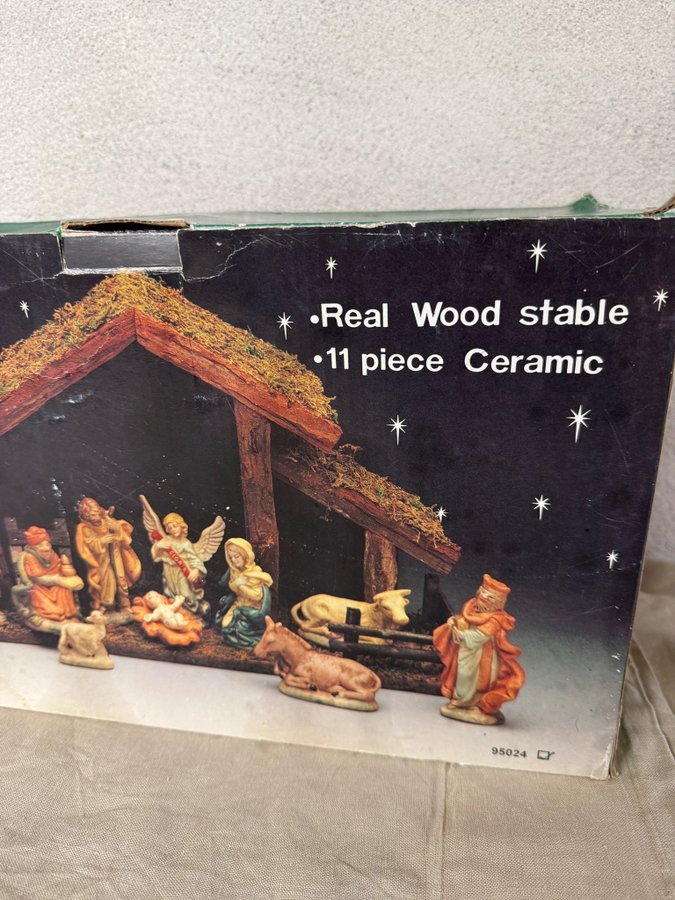 •Real Wood stable
•11 piece Ceramic
95024